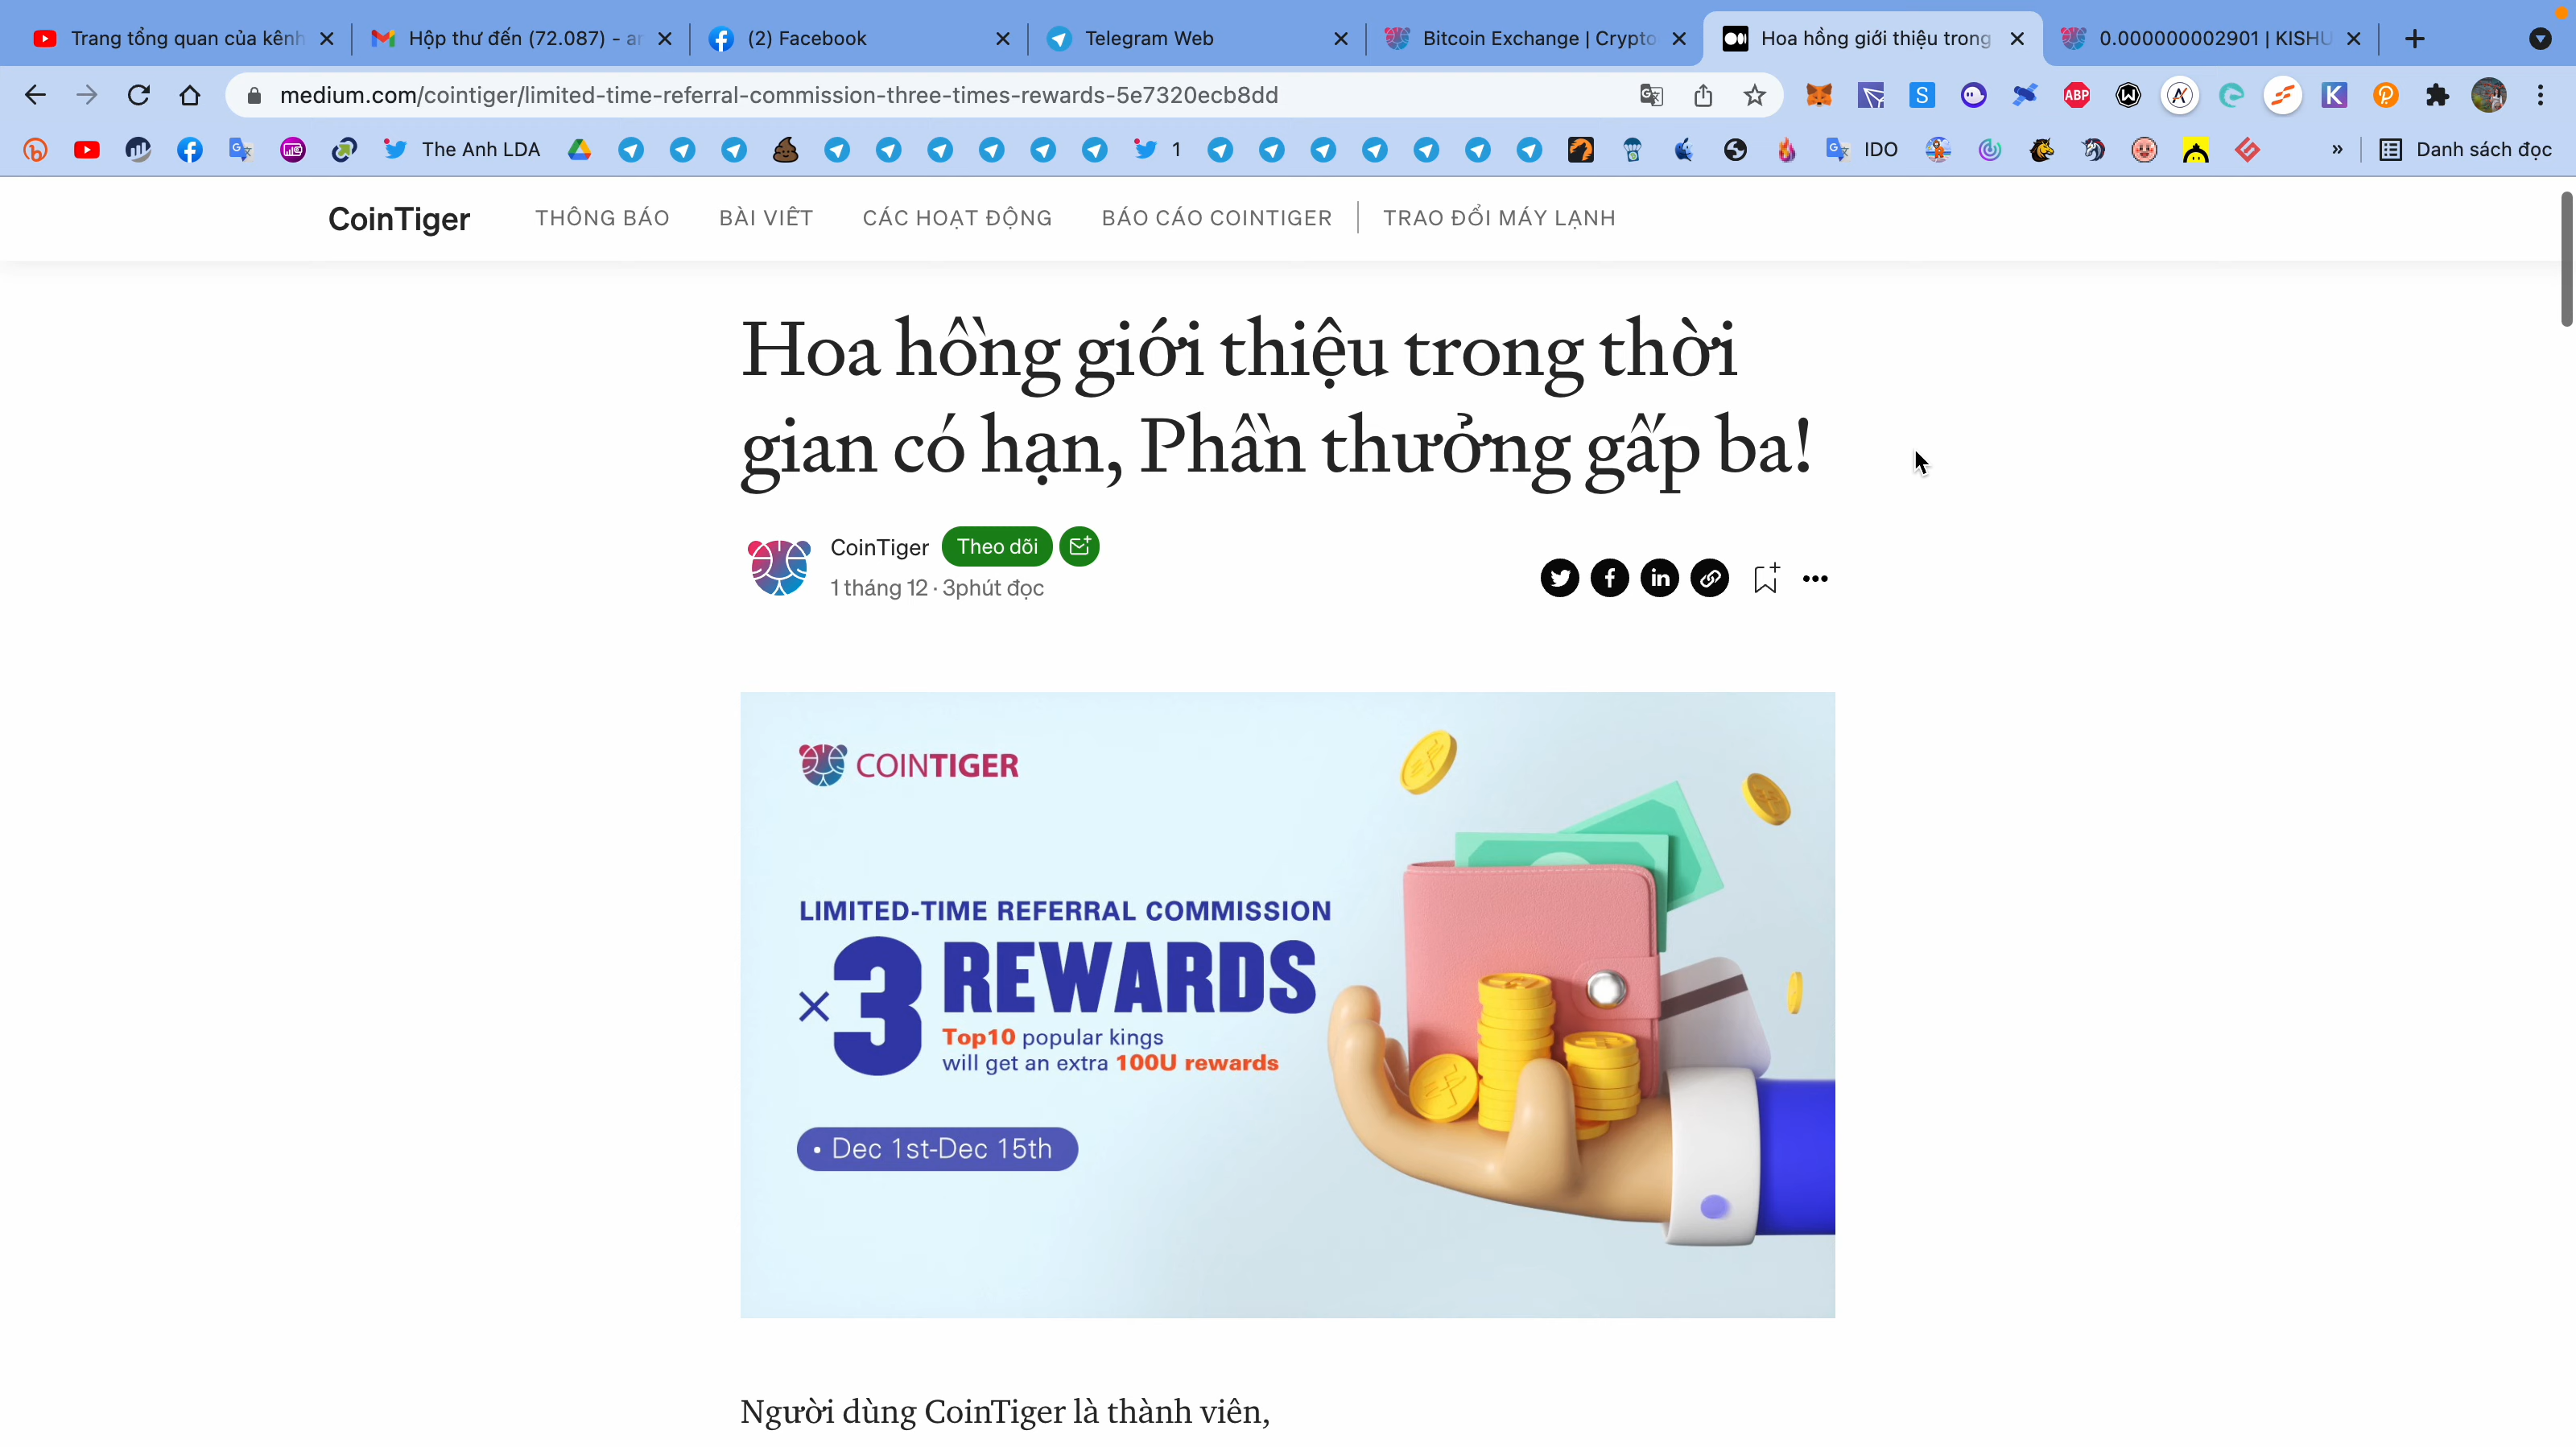 Trang tổng quan của kênh
Hộp thư đến (72.087) - an
(2) Facebook
Telegram Web
Bitcoin Exchange | Crypto
Hoa hồng giới thiệu trong
0.000000002901 | KISHU
medium.com/cointiger/limited-time-referral-commission-three-times-rewards-5e7320ecb8dd
The Anh LDA
1
IDO
»
Danh sách đọc
CoinTiger
THÔNG BÁO
BÀI VIẾT
CÁC HOẠT ĐỘNG
BÁO CÁO COINTIGER
TRAO ĐỔI MÁY LẠNH
Hoa hồng giới thiệu trong thời
gian có hạn, Phần thưởng gấp ba!
CoinTiger
Theo dõi
1 tháng 12 · 3phút đọc
COINTIGER
LIMITED-TIME REFERRAL COMMISSION
×3 REWARDS
Top10 popular kings
will get an extra 100U rewards
• Dec 1st-Dec 15th
Người dùng CoinTiger là thành viên,